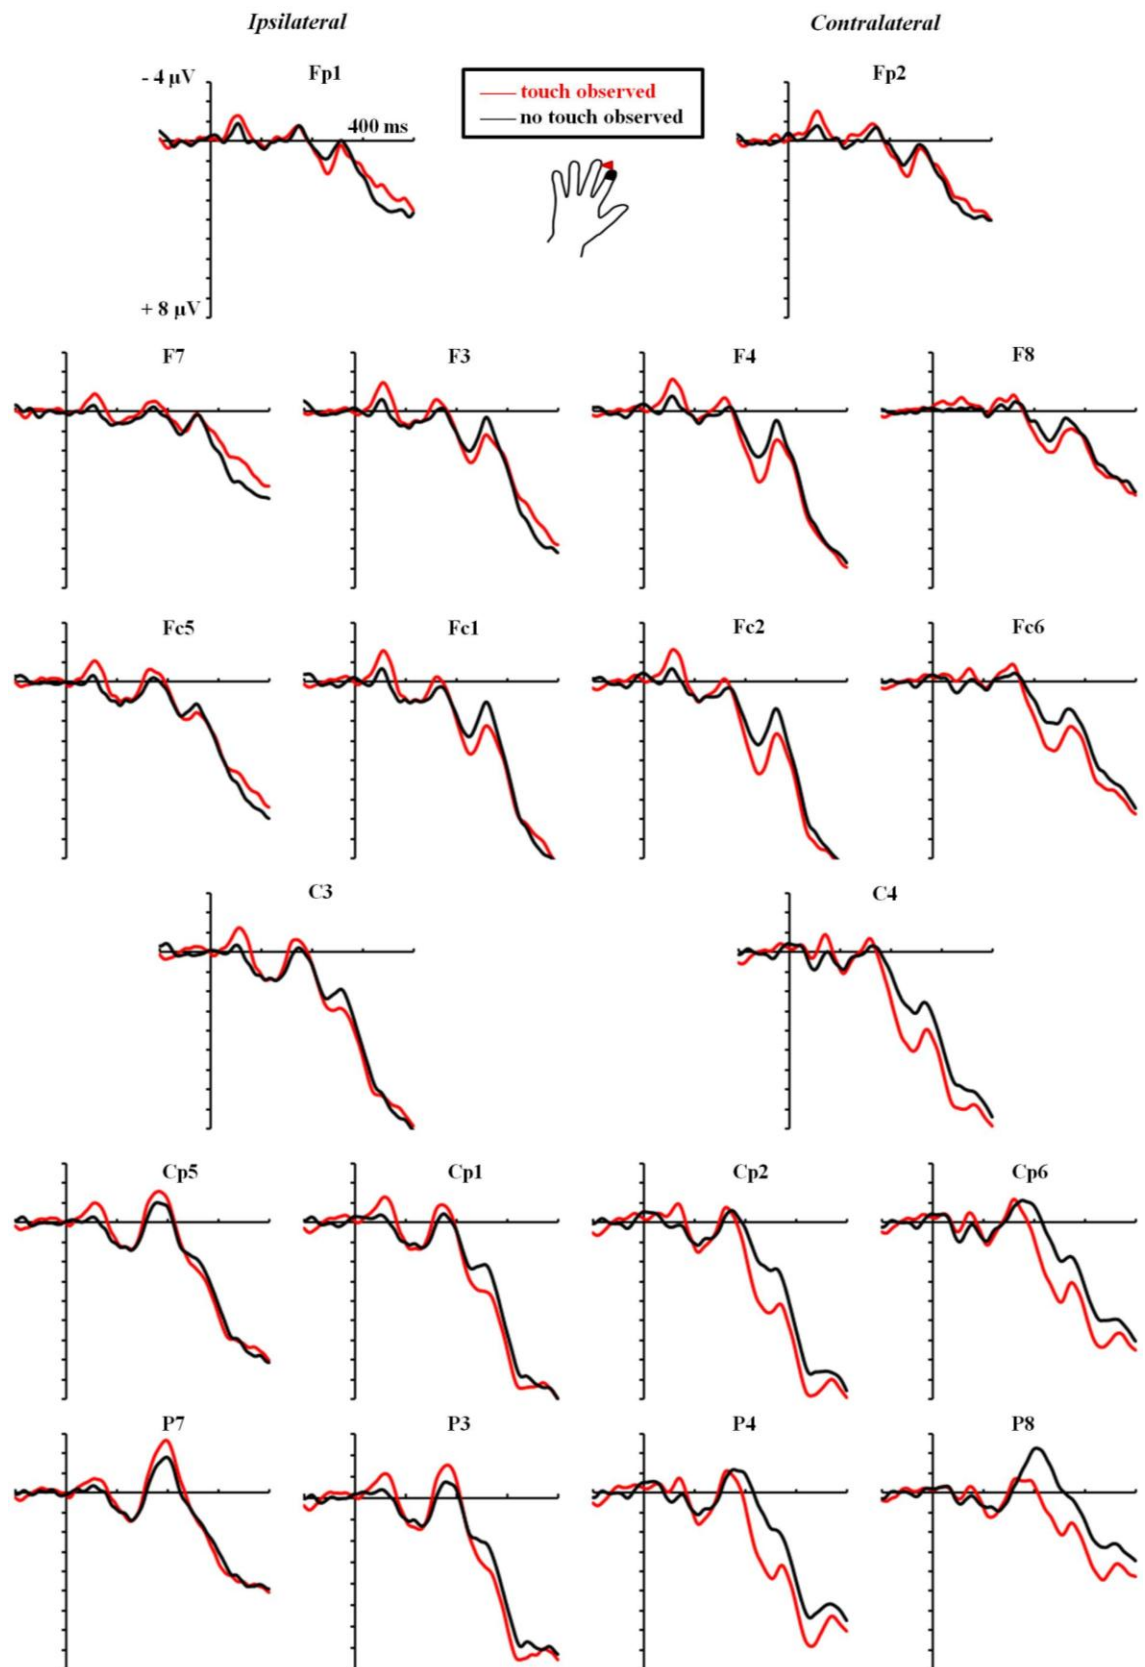 Ipsilateral
Contralateral
Fp1
Fp2
- 4 µV
touch observed
no touch observed
400 ms
+ 8 µV
F7
F3
F4
F8
Fc5
Fc1
Fc2
Fc6
C3
C4
Cp5
Cp1
Cp2
Cp6
P7
P3
P4
P8